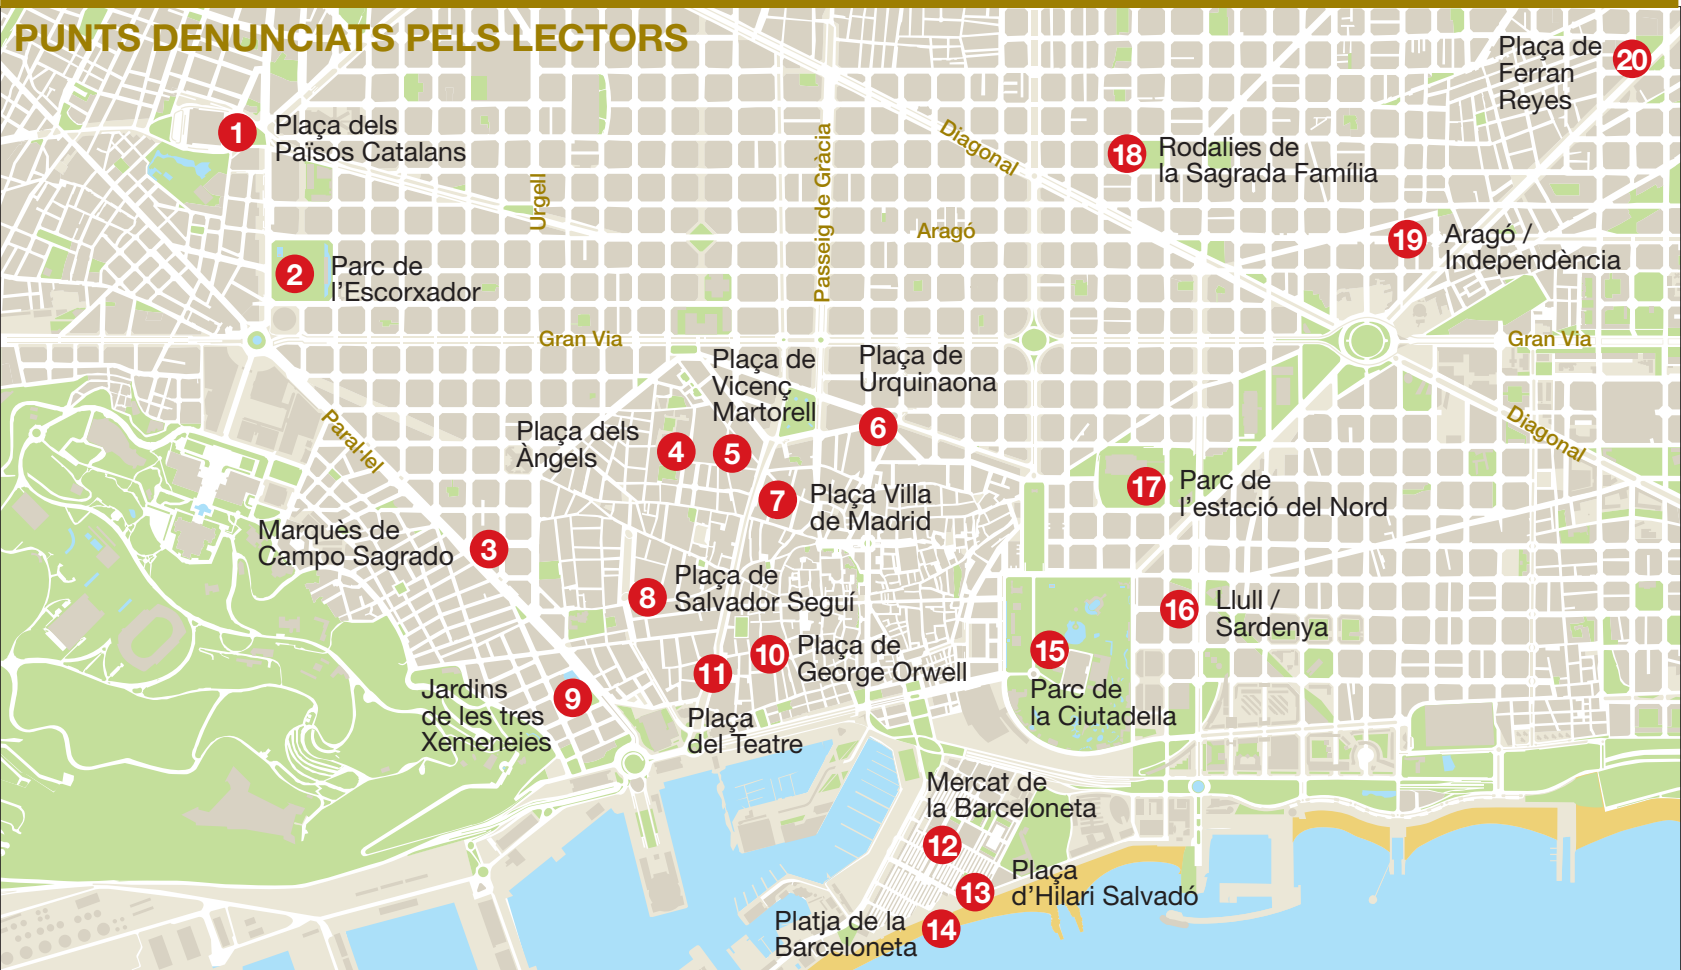 PUNTS DENUNCIATS PELS LECTORS
Plaça de
Ferran
Reyes
20
1
Plaça dels
Països Catalans
Diagonal
18
Rodalies de
la Sagrada Família
Urgell
Passeig de Gràcia
Aragó
19
Aragó /
Independència
2
Parc de
l'Escorxador
Gran Via
Gran Via
Plaça de
Vicenç
Martorell
5
Plaça de
Urquinaona
6
Paral·lel
Plaça dels
Àngels
4
Diagonal
7
Plaça Villa
de Madrid
17
Parc de
l'estació del Nord
Marquès de
Campo Sagrado
3
8
Plaça de
Salvador Seguí
16
Llull /
Sardenya
10
Plaça de
George Orwell
15
Parc de
la Ciutadella
11
Plaça
del Teatre
Jardins
de les tres
Xemeneies
9
Mercat de
la Barceloneta
12
13
Plaça
d'Hilari Salvadó
Platja de la
Barceloneta
14